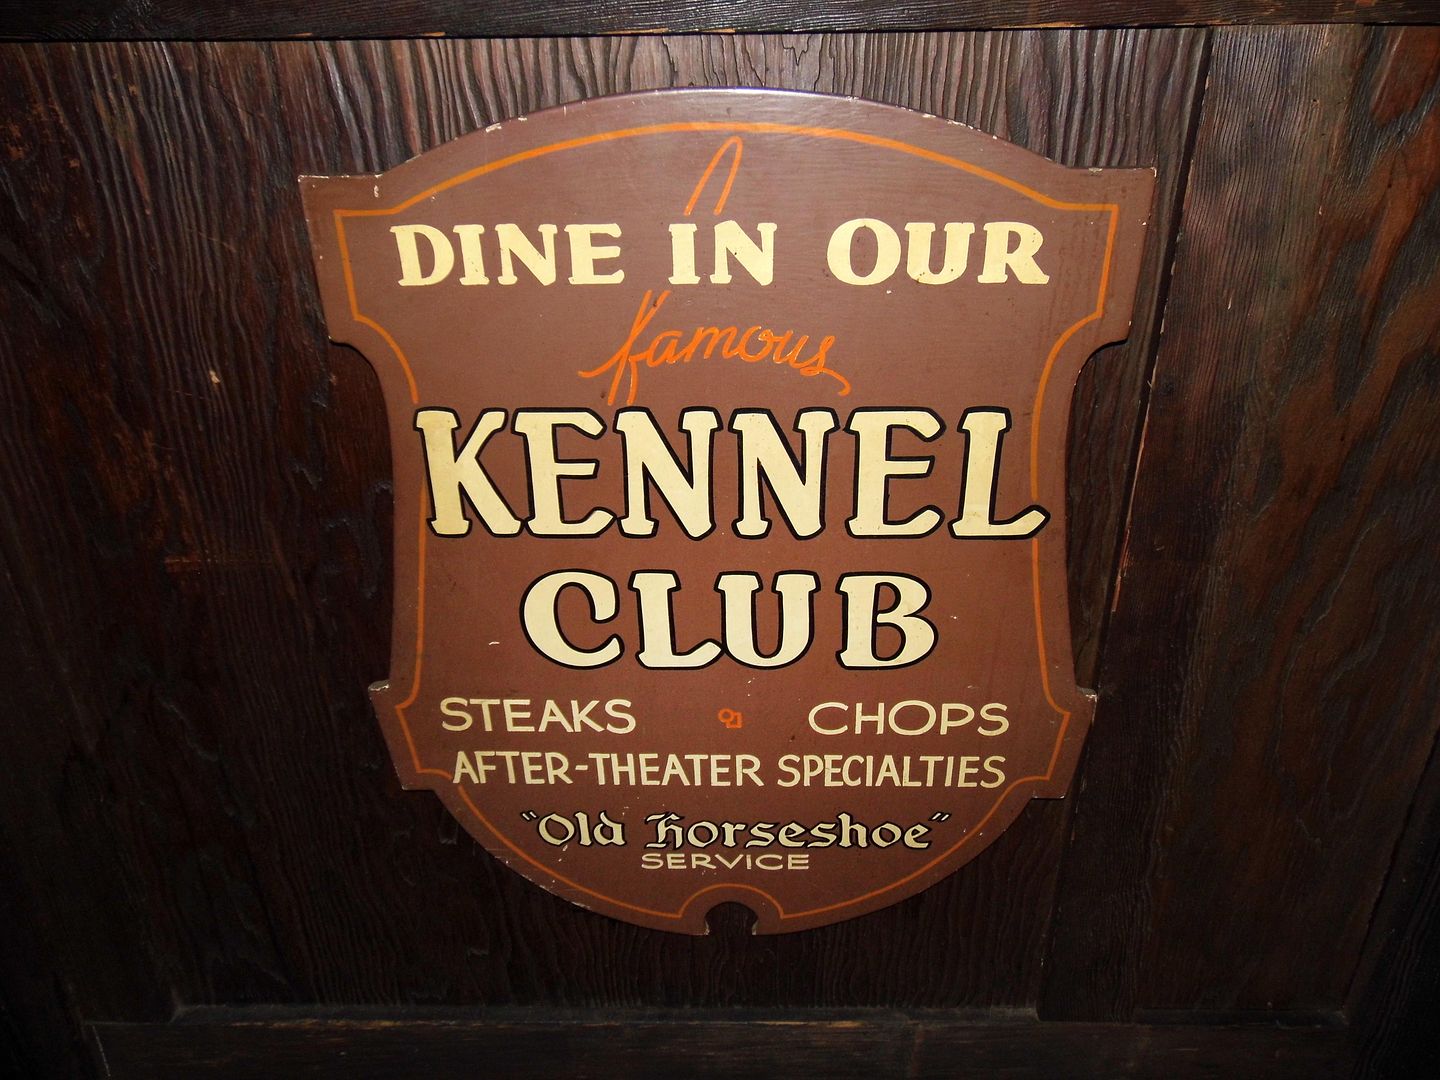 DINE IN OUR
famous
KENNEL
CLUB
STEAKS CHOPS
AFTER-THEATER SPECIALTIES
"Old Horseshoe"
SERVICE